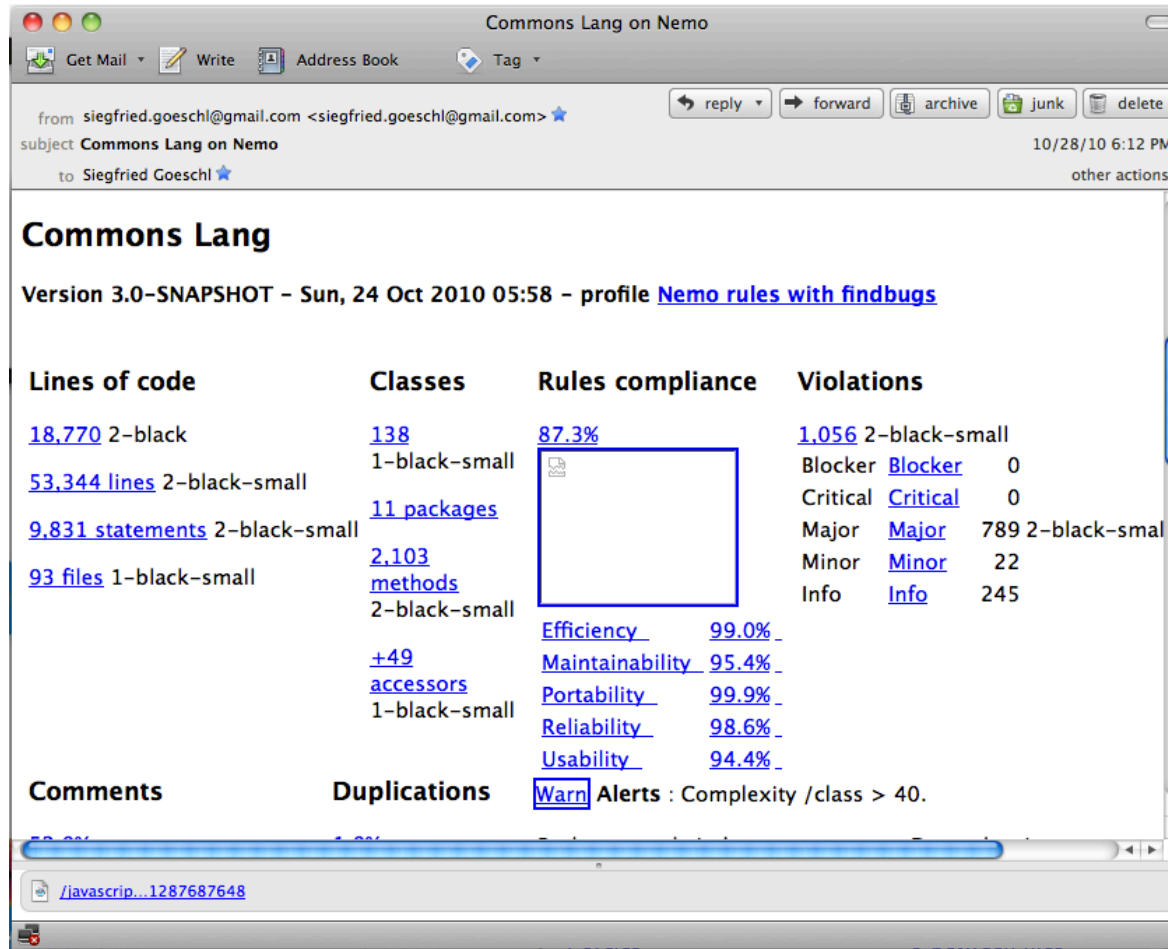 Commons Lang on Nemo
Get Mail Write Address Book Tag
from siegfried.goeschl@gmail.com <siegfried.goeschl@gmail.com>
reply forward archive junk delete
subject Commons Lang on Nemo
10/28/10 6:12 PM
to Siegfried Goeschl
other actions
Commons Lang
Version 3.0-SNAPSHOT - Sun, 24 Oct 2010 05:58 - profile Nemo rules with findbugs
Lines of code
18,770 2-black
53,344 lines 2-black-small
9,831 statements 2-black-small
93 files 1-black-small
Classes
138
1-black-small
11 packages
2,103
methods
2-black-small
+49
accessors
1-black-small
Rules compliance
87.3%
Efficiency 99.0%
Maintainability 95.4%
Portability 99.9%
Reliability 98.6%
Usability 94.4%
Violations
1,056 2-black-small
Blocker Blocker 0
Critical Critical 0
Major Major 789 2-black-smal
Minor Minor 22
Info Info 245
Comments
Duplications
Warn Alerts : Complexity /class > 40.
/javascrip...1287687648